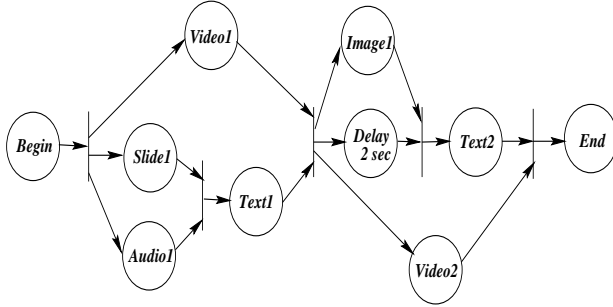 Begin
Video1
Slide1
Audio1
Text1
Image1
Delay
2 sec
Video2
Text2
End